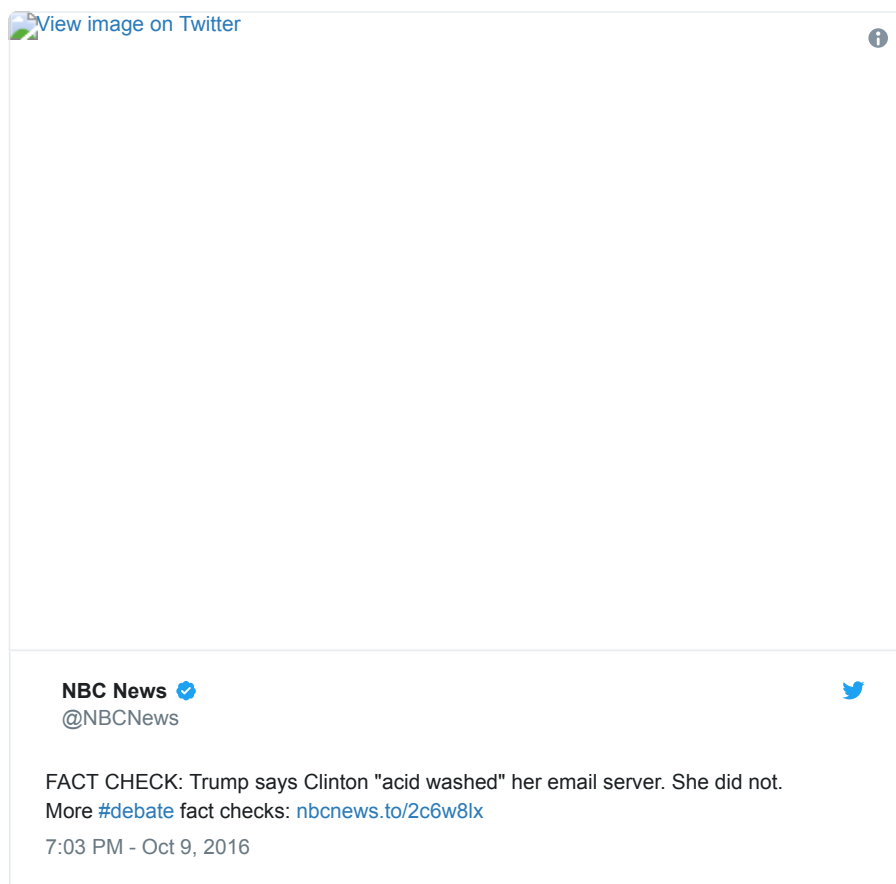 View image on Twitter
NBC News
@NBCNews
FACT CHECK: Trump says Clinton "acid washed" her email server. She did not.
More #debate fact checks: nbcnews.to/2c6w8lx
7:03 PM - Oct 9, 2016